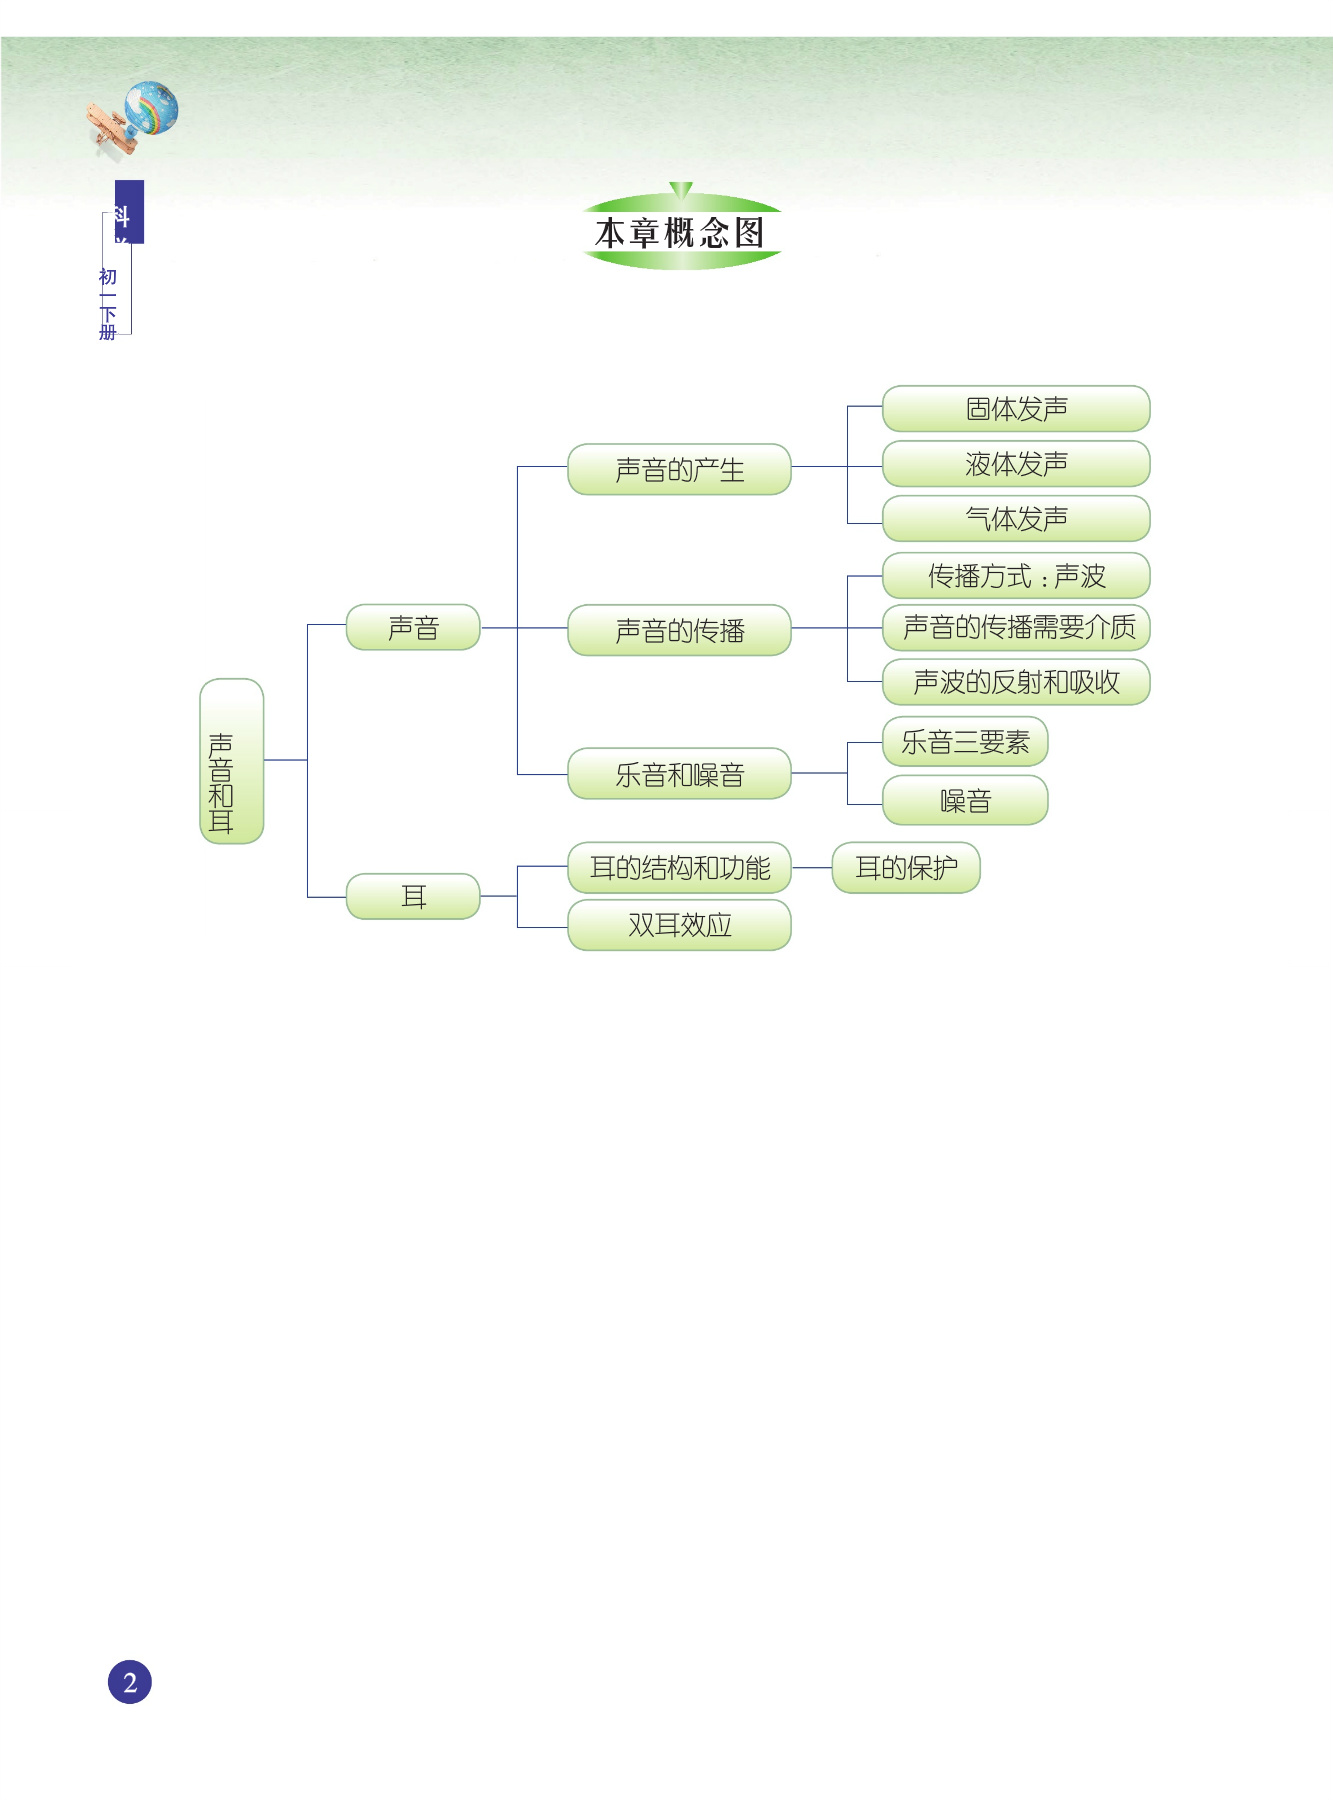 科
初一下册
本章概念图
固体发声
声音的产生
液体发声
气体发声
传播方式:声波
声音
声音的传播
声音的传播需要介质
声波的反射和吸收
声音和耳
乐音三要素
乐音和噪音
噪音
耳的结构和功能
耳的保护
耳
双耳效应
2